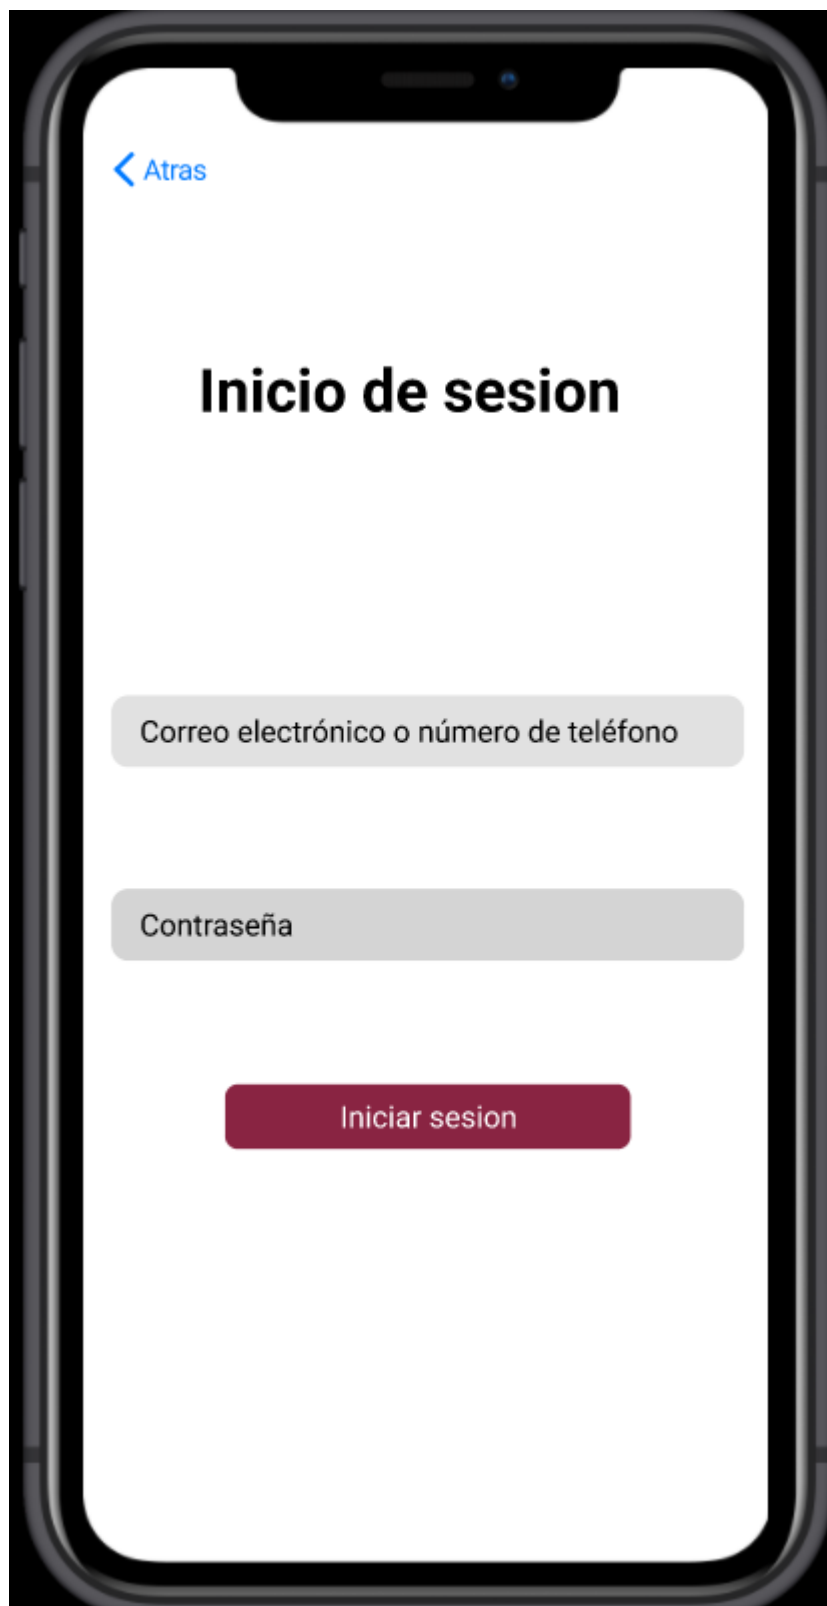 Atras
Inicio de sesion
Correo electrónico o número de teléfono
Contraseña
Iniciar sesion